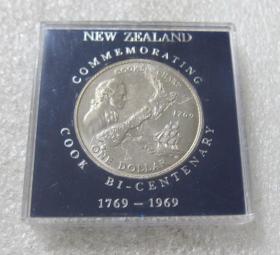 NEW ZEALAND
COMMEMORATING
COOK BI-CENTENARY
1769
ONE DOLLAR
1769 – 1969